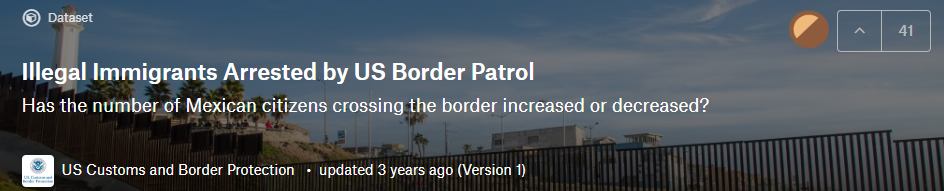 Dataset
41
Illegal Immigrants Arrested by US Border Patrol
Has the number of Mexican citizens crossing the border increased or decreased?
US Customs and Border Protection • updated 3 years ago (Version 1)